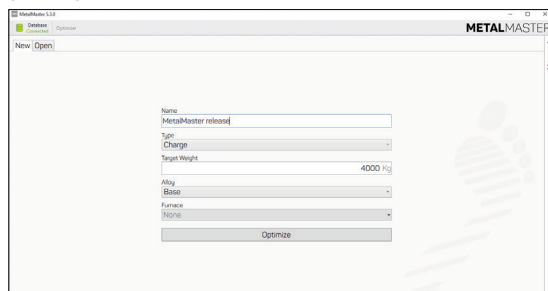 MetalMaster 5.3.0
Database
Connected
Optimize
METALMASTER
New Open
Name
MetalMaster release
Type
Charge
Target Weight
4000 Kg
Alloy
Base
Furnace
None
Optimize